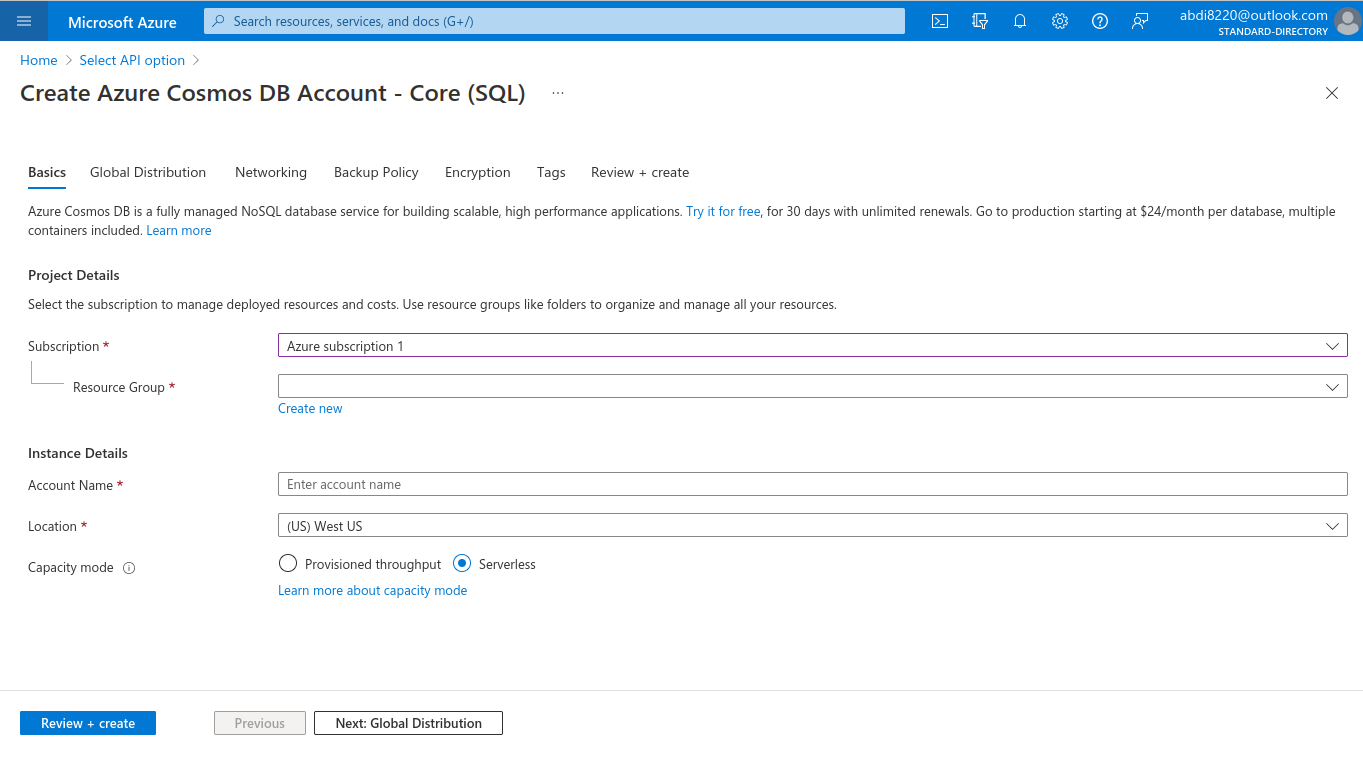 Microsoft Azure
Search resources, services, and docs (G+/)
abdi8220@outlook.com
STANDARD-DIRECTORY
Home > Select API option >
Create Azure Cosmos DB Account - Core (SQL) ...
Basics Global Distribution Networking Backup Policy Encryption Tags Review + create
Azure Cosmos DB is a fully managed NoSQL database service for building scalable, high performance applications. Try it for free, for 30 days with unlimited renewals. Go to production starting at $24/month per database, multiple
containers included. Learn more
Project Details
Select the subscription to manage deployed resources and costs. Use resource groups like folders to organize and manage all your resources.
Subscription * Azure subscription 1
Resource Group *
Create new
Instance Details
Account Name * Enter account name
Location * (US) West US
Capacity mode Provisioned throughput Serverless
Learn more about capacity mode
Review + create Previous Next: Global Distribution